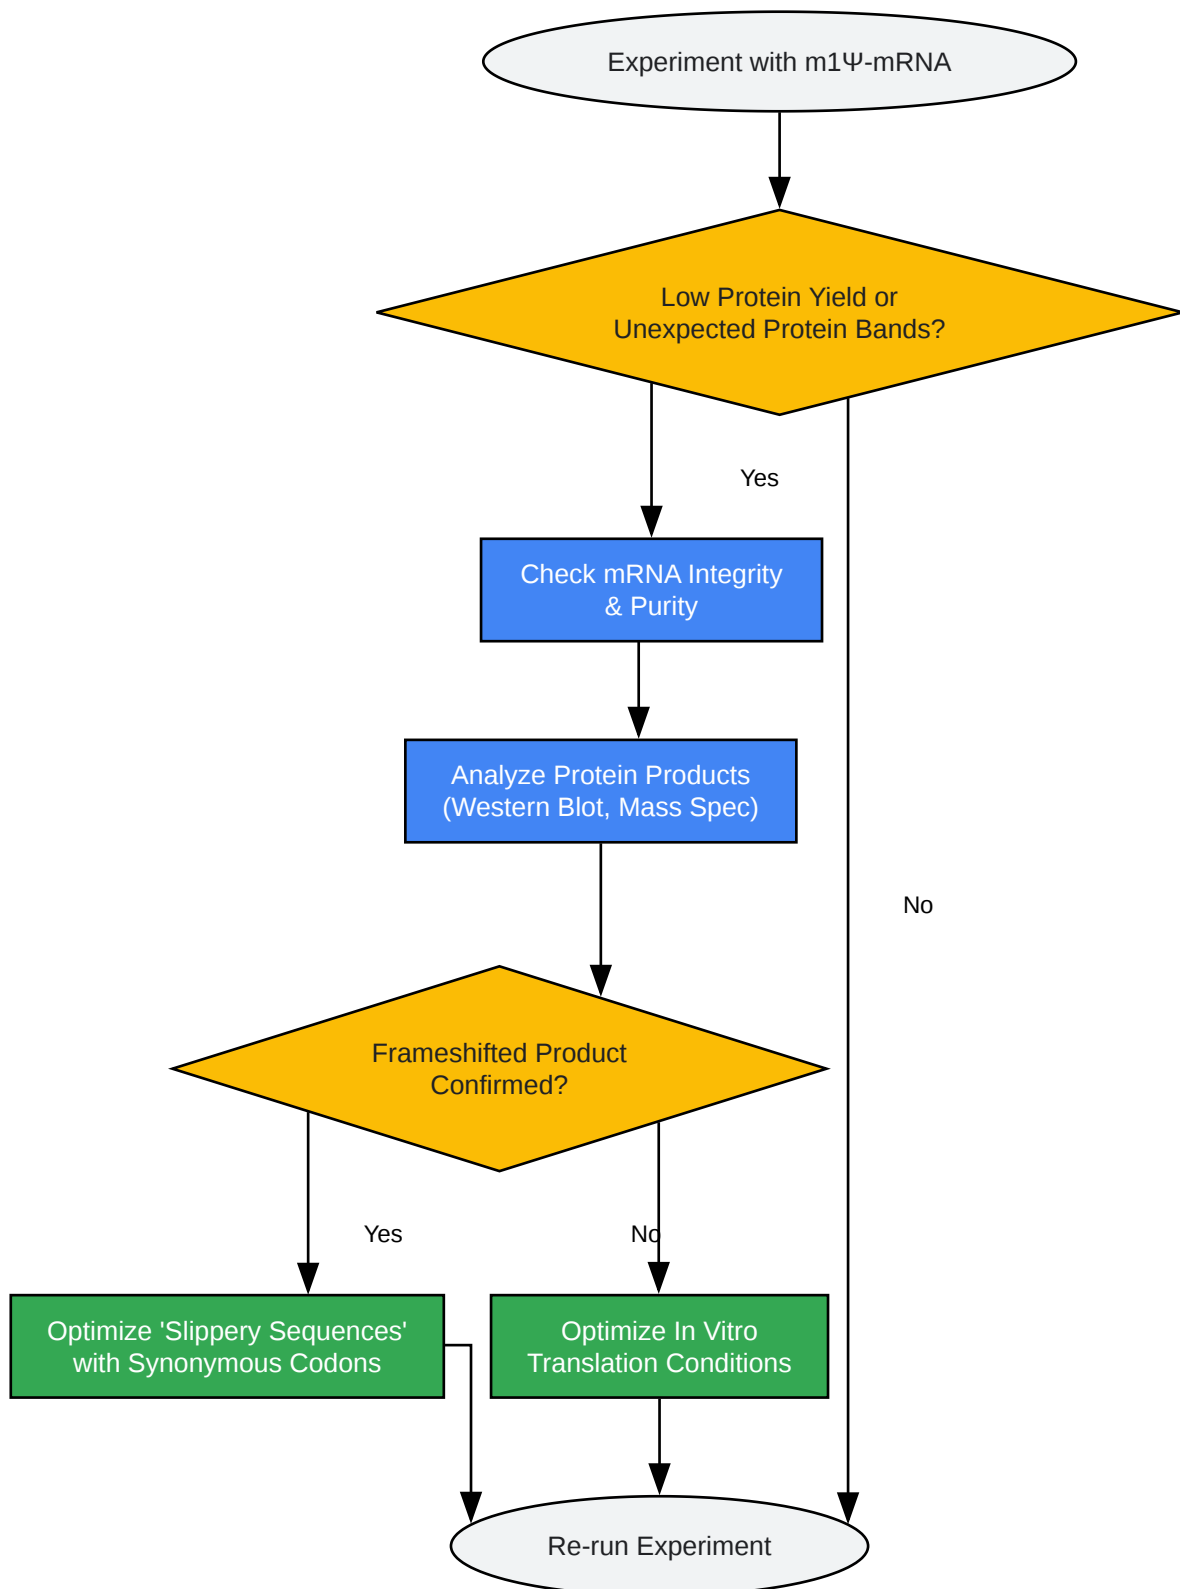 Experiment with m1Ψ-mRNA
Low Protein Yield or
Unexpected Protein Bands?
Yes
Check mRNA Integrity
& Purity
Analyze Protein Products
(Western Blot, Mass Spec)
No
Frameshifted Product
Confirmed?
Yes
No
Optimize 'Slippery Sequences'
with Synonymous Codons
Optimize In Vitro
Translation Conditions
Re-run Experiment